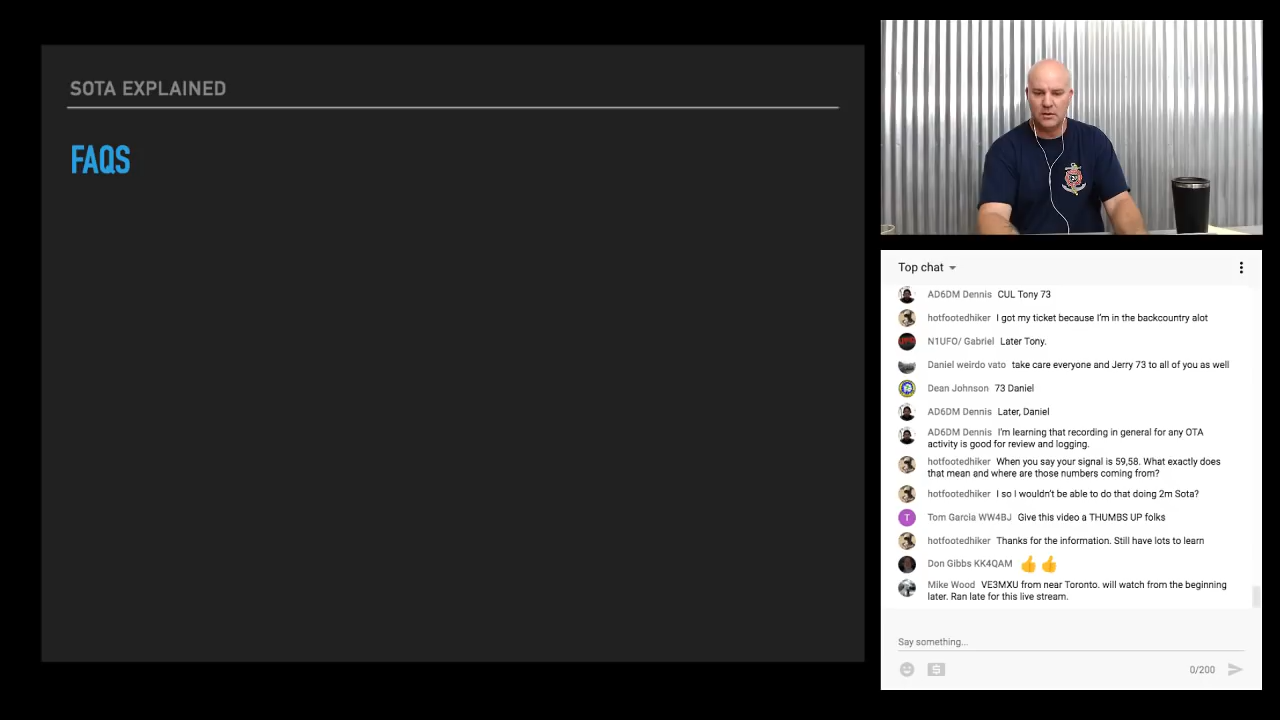 SOTA EXPLAINED
FAQS
Top chat
AD6DM Dennis CUL Tony 73
hotfootedhiker I got my ticket because I'm in the backcountry alot
N1UFO/ Gabriel Later Tony.
Daniel weirdo vato take care everyone and Jerry 73 to all of you as well
Dean Johnson 73 Daniel
AD6DM Dennis Later, Daniel
AD6DM Dennis I'm learning that recording in general for any OTA
activity is good for review and logging.
hotfootedhiker When you say your signal is 59,58. What exactly does
that mean and where are those numbers coming from?
hotfootedhiker I so I wouldn't be able to do that doing 2m Sota?
T
Tom Garcia WW4BJ Give this video a THUMBS UP folks
hotfootedhiker Thanks for the information. Still have lots to learn
Don Gibbs KK4QAM 👍 👍
Mike Wood VE3MXU from near Toronto. will watch from the beginning
later. Ran late for this live stream.
Say something...
0/200